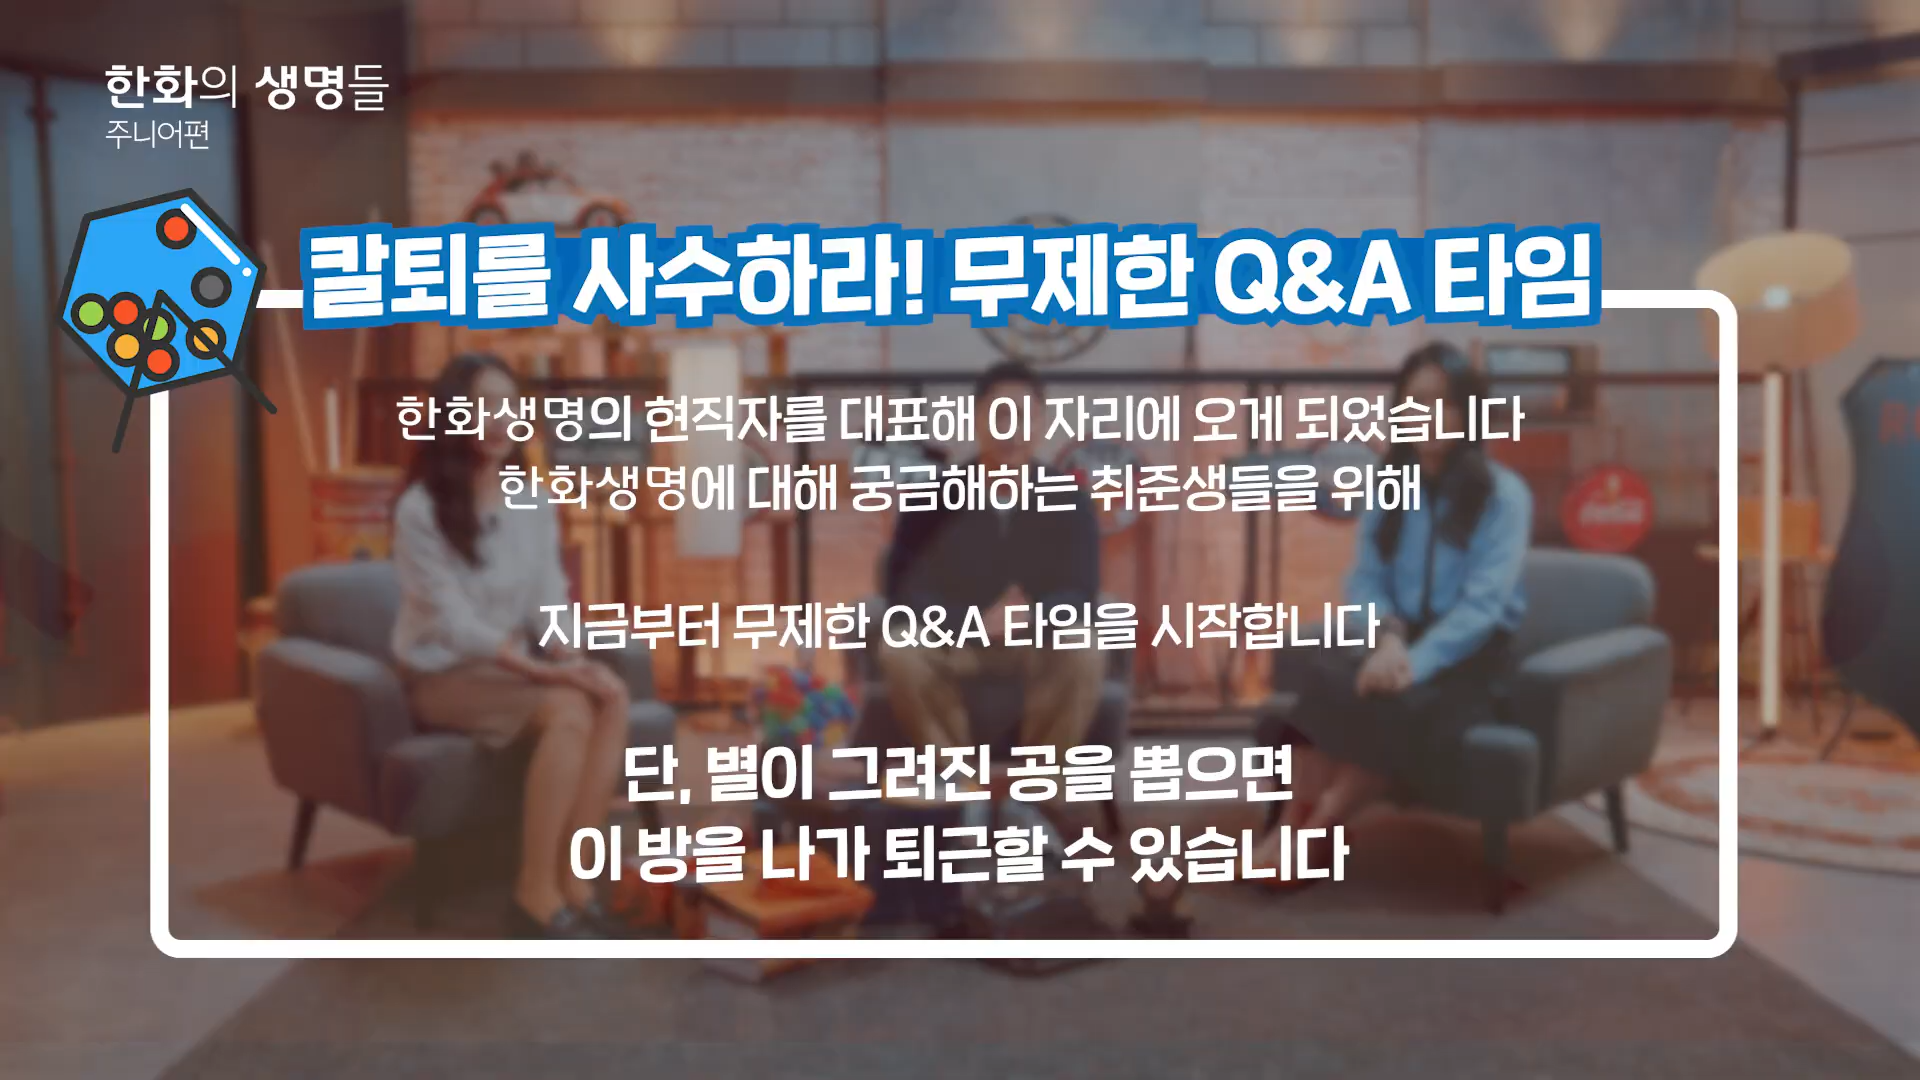 한화의 생명들
주니어편
칼퇴를 사수하라! 무제한 Q&A 타임
한화생명의 현직자를 대표해 이 자리에 오게 되었습니다
한화생명에 대해 궁금해하는 취준생들을 위해
지금부터 무제한 Q&A 타임을 시작합니다
단, 별이 그려진 공을 뽑으면
이 방을 나가 퇴근할 수 있습니다